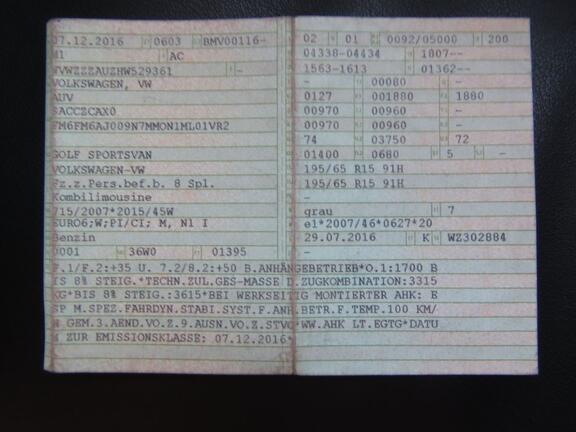 07.12.2016 0603 BMV00116-
M1 AC
WVWZZZAUZHW529361 -
VOLKSWAGEN, VW
AUV
SACCZCAX0
FM6FM6AJ009N7MMON1ML01VR2
GOLF SPORTSVAN
VOLKSWAGEN-VW
Fz.z.Pers.bef.b. 8 Spl.
Kombilimousine
715/2007*2015/45W
EURO6;W;PI/CI; M, N1 I
Benzin
0001 36W0 01395
02 01 0092/05000 200
04338-04434 1807--
1563-1613 01362--
- 00080 -
0127 001880 1880
00970 00960 -
00970 00960 -
74 03750 72
01400 0680 5 -
195/65 R15 91H
195/65 R15 91H
-
grau 7
e1*2007/46*0627*20
29.07.2016 K WZ302884
F.1/F.2:+35 U. 7.2/8.2:+50 B.ANHÄNGEBETRIEB*O.1:1700 B
IS 8% STEIG.*TECHN.ZUL.GES-MASSE D.ZUGKOMBINATION:3315
KG*BIS 8% STEIG.:3615*BEI WERKSEITIG MONTIERTER AHK: E
SP M.SPEZ.FAHRDYN.STABI.SYST.F.ANH.BETR.F.TEMP.100 KM/
H GEM.3.AEND.VO.Z.9.AUSN.VO.Z.STVO*WW.AHK LT.EGTG*DATU
M ZUR EMISSIONSKLASSE: 07.12.2016*